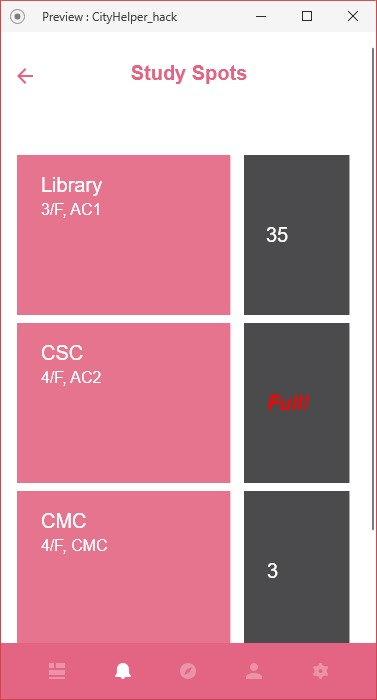 Preview : CityHelper_hack
Study Spots
Library
3/F, AC1
35
CSC
4/F, AC2
Full!
CMC
4/F, CMC
3